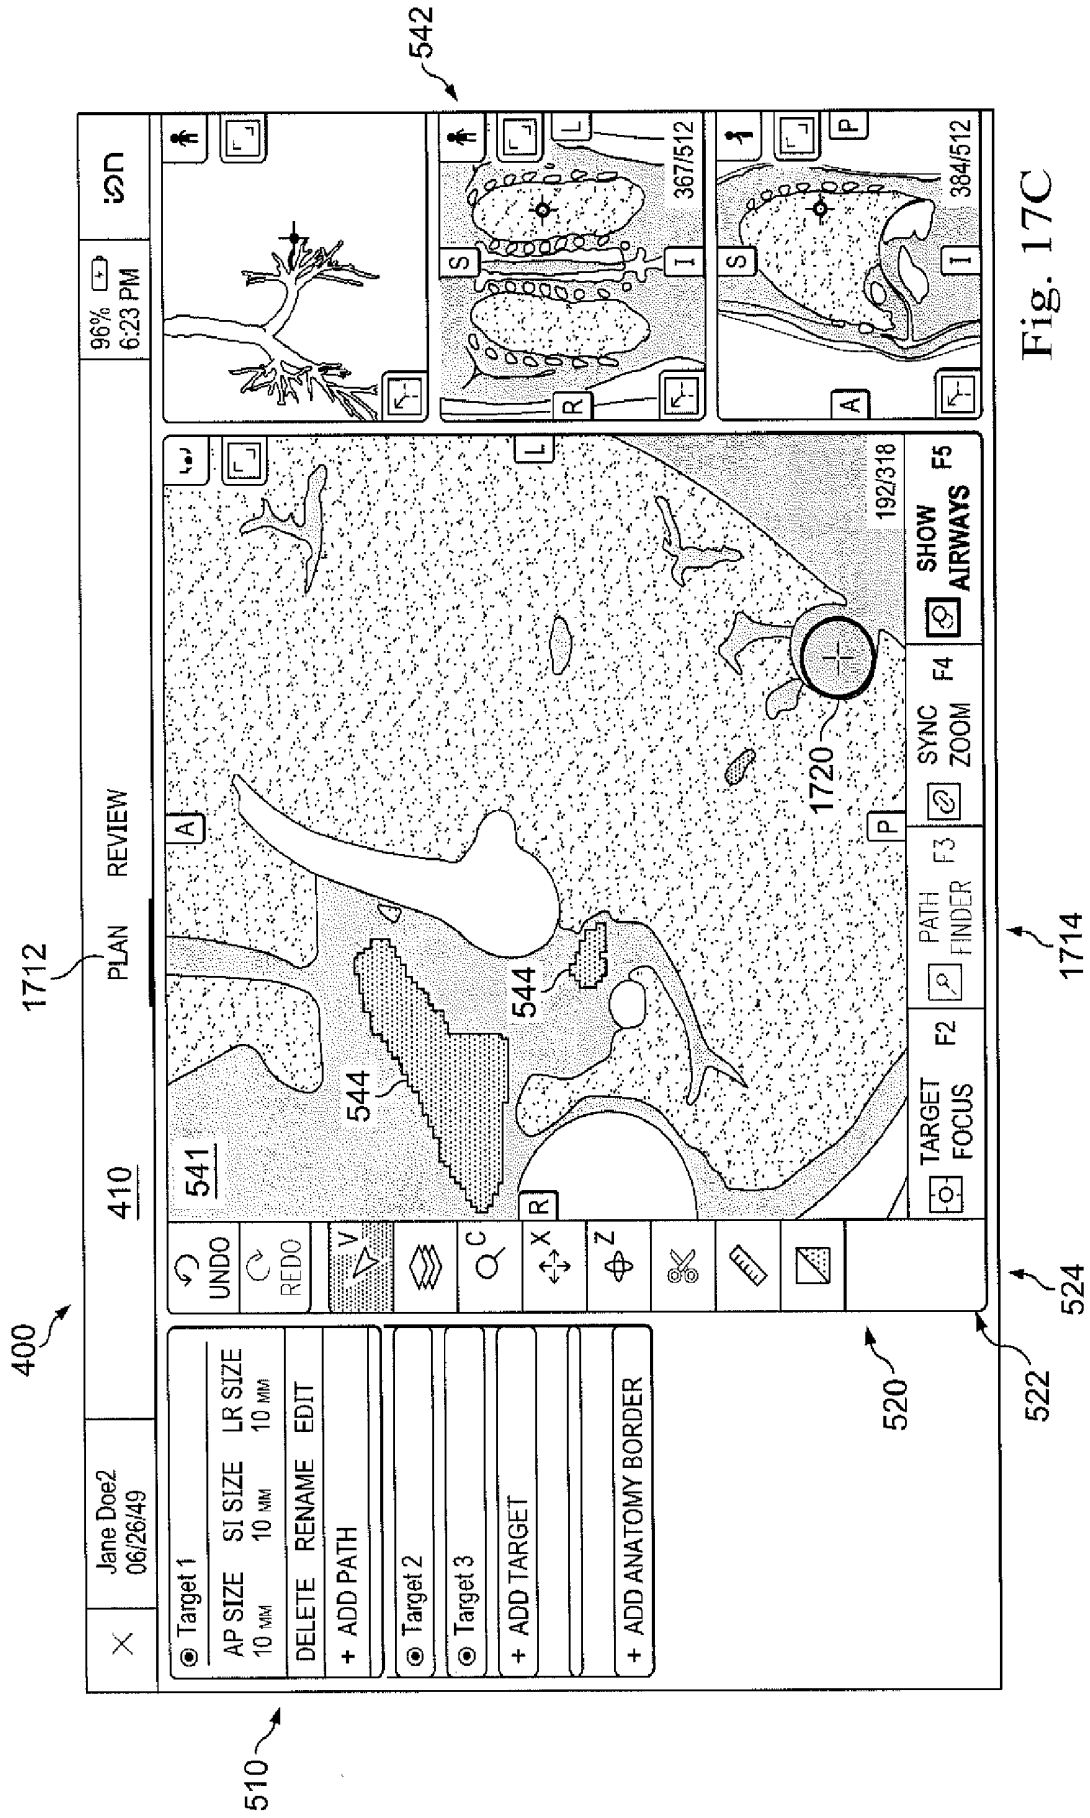 400
1712
542
Jane Doe2
06/26/49
410
PLAN REVIEW
96%
6:23 PM
510
Target 1
AP SIZE SI SIZE LR SIZE
10 MM 10 MM 10 MM
DELETE RENAME EDIT
+ ADD PATH
Target 2
Target 3
+ ADD TARGET
+ ADD ANATOMY BORDER
UNDO
REDO
V
C
X
Z
541
A
R
L
P
544
544
1720
192/318
TARGET F2
FOCUS
PATH F3
FINDER
SYNC F4
ZOOM
SHOW F5
AIRWAYS
S
R
L
I
367/512
S
A
P
I
384/512
520
522
524
1714
Fig. 17C